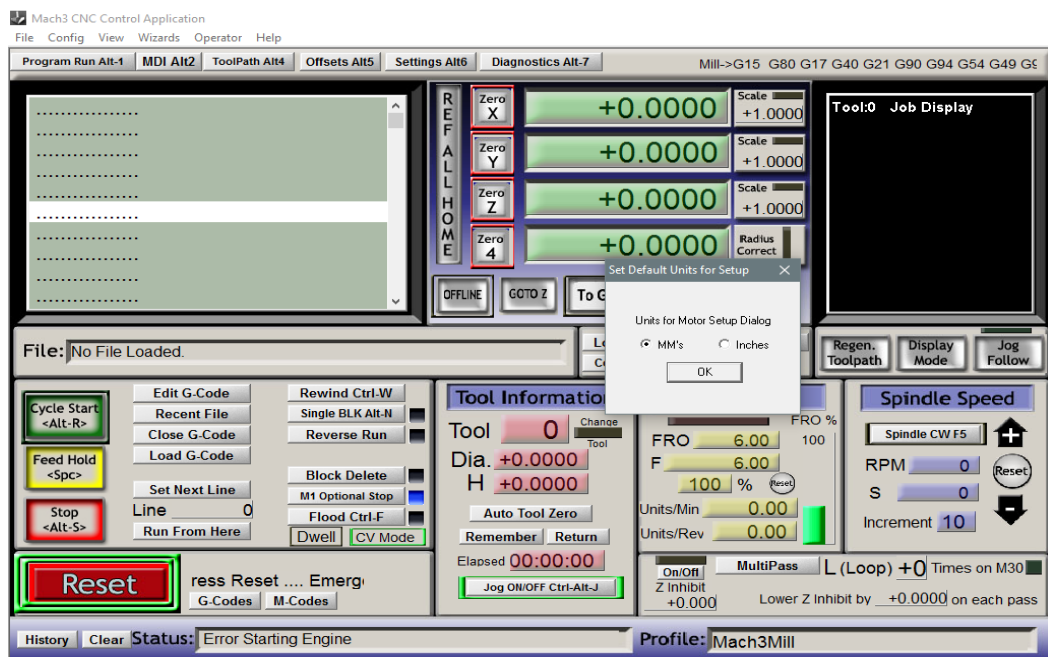 Mach3 CNC Control Application
File Config View Wizards Operator Help
Program Run Alt-1 MDI Alt2 ToolPath Alt4 Offsets Alt5 Settings Alt6 Diagnostics Alt-7 Mill->G15 G80 G17 G40 G21 G90 G94 G54 G49 G9
REF ALL HOME
Zero X +0.0000 Scale +1.0000
Zero Y +0.0000 Scale +1.0000
Zero Z +0.0000 Scale +1.0000
Zero 4 +0.0000 Radius Correct
OFFLINE GOTO Z To G
Tool:0 Job Display
Set Default Units for Setup
Units for Motor Setup Dialog
MM's Inches
OK
File: No File Loaded.
Regen. Toolpath Display Mode Jog Follow
Cycle Start <Alt-R>
Feed Hold <Spc>
Stop <Alt-S>
Edit G-Code Rewind Ctrl-W
Recent File Single BLK Alt-N
Close G-Code Reverse Run
Load G-Code
Block Delete
Set Next Line M1 Optional Stop
Line 0 Flood Ctrl-F
Run From Here Dwell CV Mode
Reset ress Reset .... Emerg
G-Codes M-Codes
Tool Informatio
Tool 0 Change Tool
Dia. +0.0000
H +0.0000
Auto Tool Zero
Remember Return
Elapsed 00:00:00
Jog ON/OFF Ctrl-Alt-J
FRO %
FRO 6.00 100
F 6.00
100 % Reset
Units/Min 0.00
Units/Rev 0.00
Spindle Speed
Spindle CW F5
RPM 0 Reset
S 0
Increment 10
On/Off MultiPass L (Loop) +0 Times on M30
Z Inhibit
+0.000 Lower Z Inhibit by +0.0000 on each pass
History Clear Status: Error Starting Engine Profile: Mach3Mill